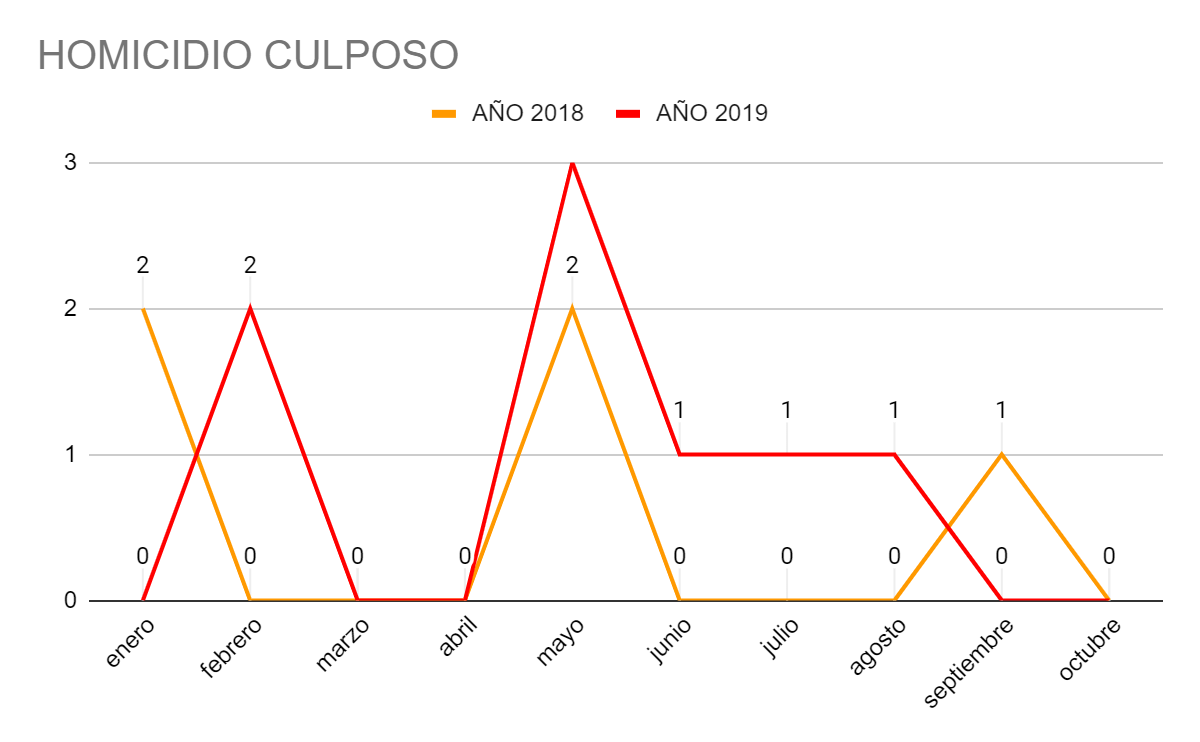 HOMICIDIO CULPOSO
AÑO 2018 AÑO 2019
3
2 2 2
2
1 1 1 1
1
0 0 0 0 0 0 0 0 0
0
enero febrero marzo abril mayo junio julio agosto septiembre octubre